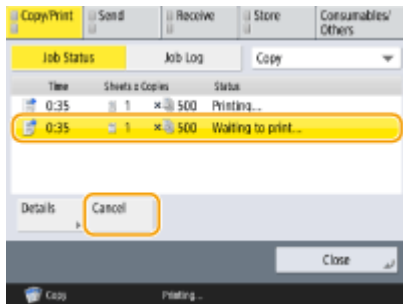 Copy/Print Send Receive Store Consumables/
Others
Job Status Job Log Copy
Time Sheets x Copies Status
0:35 1 × 500 Printing...
0:35 1 × 500 Waiting to print...
Details Cancel
Close
Copy Printing...